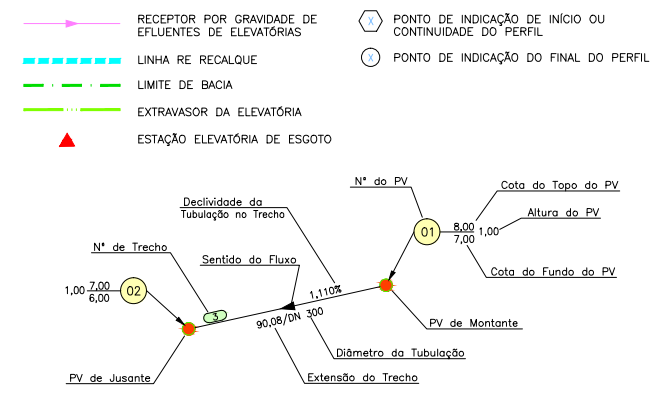 RECEPTOR POR GRAVIDADE DE
EFLUENTES DE ELEVATÓRIAS
LINHA RE RECALQUE
LIMITE DE BACIA
EXTRAVASOR DA ELEVATÓRIA
ESTAÇÃO ELEVATÓRIA DE ESGOTO
X
PONTO DE INDICAÇÃO DE INÍCIO OU
CONTINUIDADE DO PERFIL
X
PONTO DE INDICAÇÃO DO FINAL DO PERFIL
N° do PV
Cota do Topo do PV
Declividade da
Tubulação no Trecho
Altura do PV
01
8,00
7,00
1,00
N° de Trecho
Sentido do Fluxo
Cota do Fundo do PV
1,00
7,00
6,00
02
1,110%
3
90,08/DN 300
PV de Montante
Diâmetro da Tubulação
PV de Jusante
Extensão do Trecho